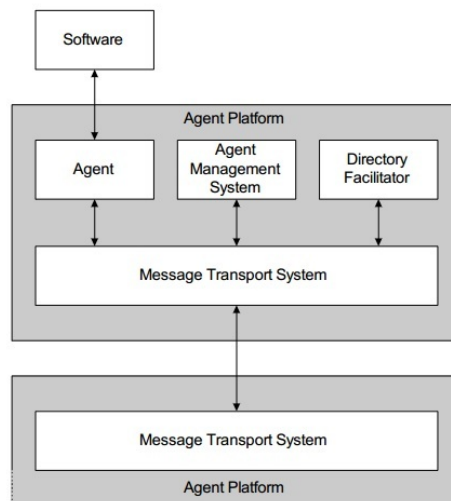 Software
Agent Platform
Agent
Agent
Management
System
Directory
Facilitator
Message Transport System
Message Transport System
Agent Platform